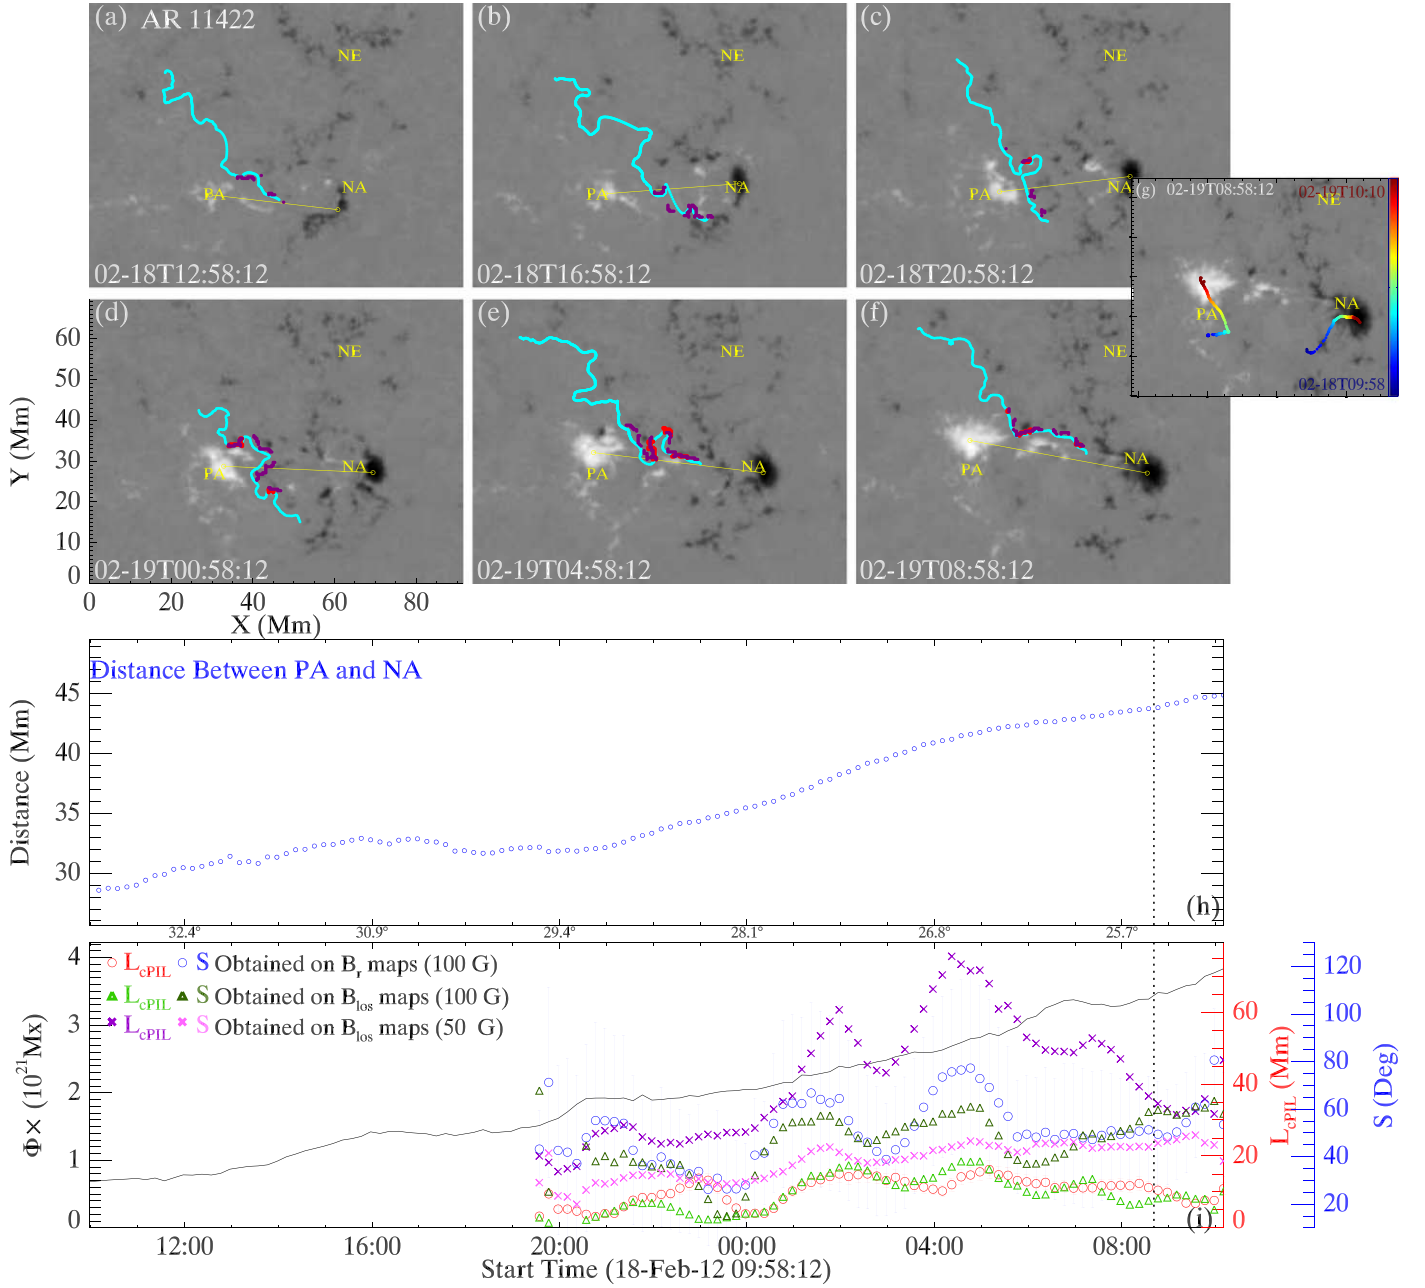 (a) AR 11422
NE
PA
NA
02-18T12:58:12
(b)
NE
PA
NA
02-18T16:58:12
(c)
NE
PA
NA
02-18T20:58:12
(g) 02-19T08:58:12
02-19T10:10
NE
NA
PA
02-18T09:58
(d)
NE
PA
NA
02-19T00:58:12
(e)
NE
PA
NA
02-19T04:58:12
(f)
NE
PA
NA
02-19T08:58:12
Y (Mm)
60
50
40
30
20
10
0
0 20 40 60 80
X (Mm)
Distance Between PA and NA
Distance (Mm)
45
40
35
30
(h)
32.4° 30.9° 29.4° 28.1° 26.8° 25.7°
L_cPIL S Obtained on B_r maps (100 G)
L_cPIL S Obtained on B_los maps (100 G)
L_cPIL S Obtained on B_los maps (50 G)
Φ× (10^21 Mx)
4
3
2
1
0
L_cPIL (Mm)
60
40
20
0
S (Deg)
120
100
80
60
40
20
(i)
12:00 16:00 20:00 00:00 04:00 08:00
Start Time (18-Feb-12 09:58:12)